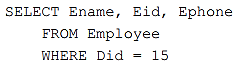 SELECT Ename, Eid, Ephone
FROM Employee
WHERE Did = 15